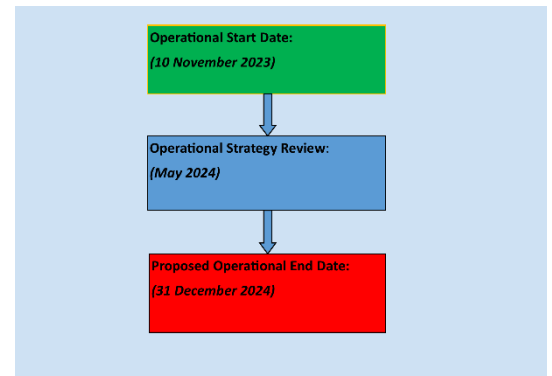 Operational Start Date:
(10 November 2023)
Operational Strategy Review:
(May 2024)
Proposed Operational End Date:
(31 December 2024)